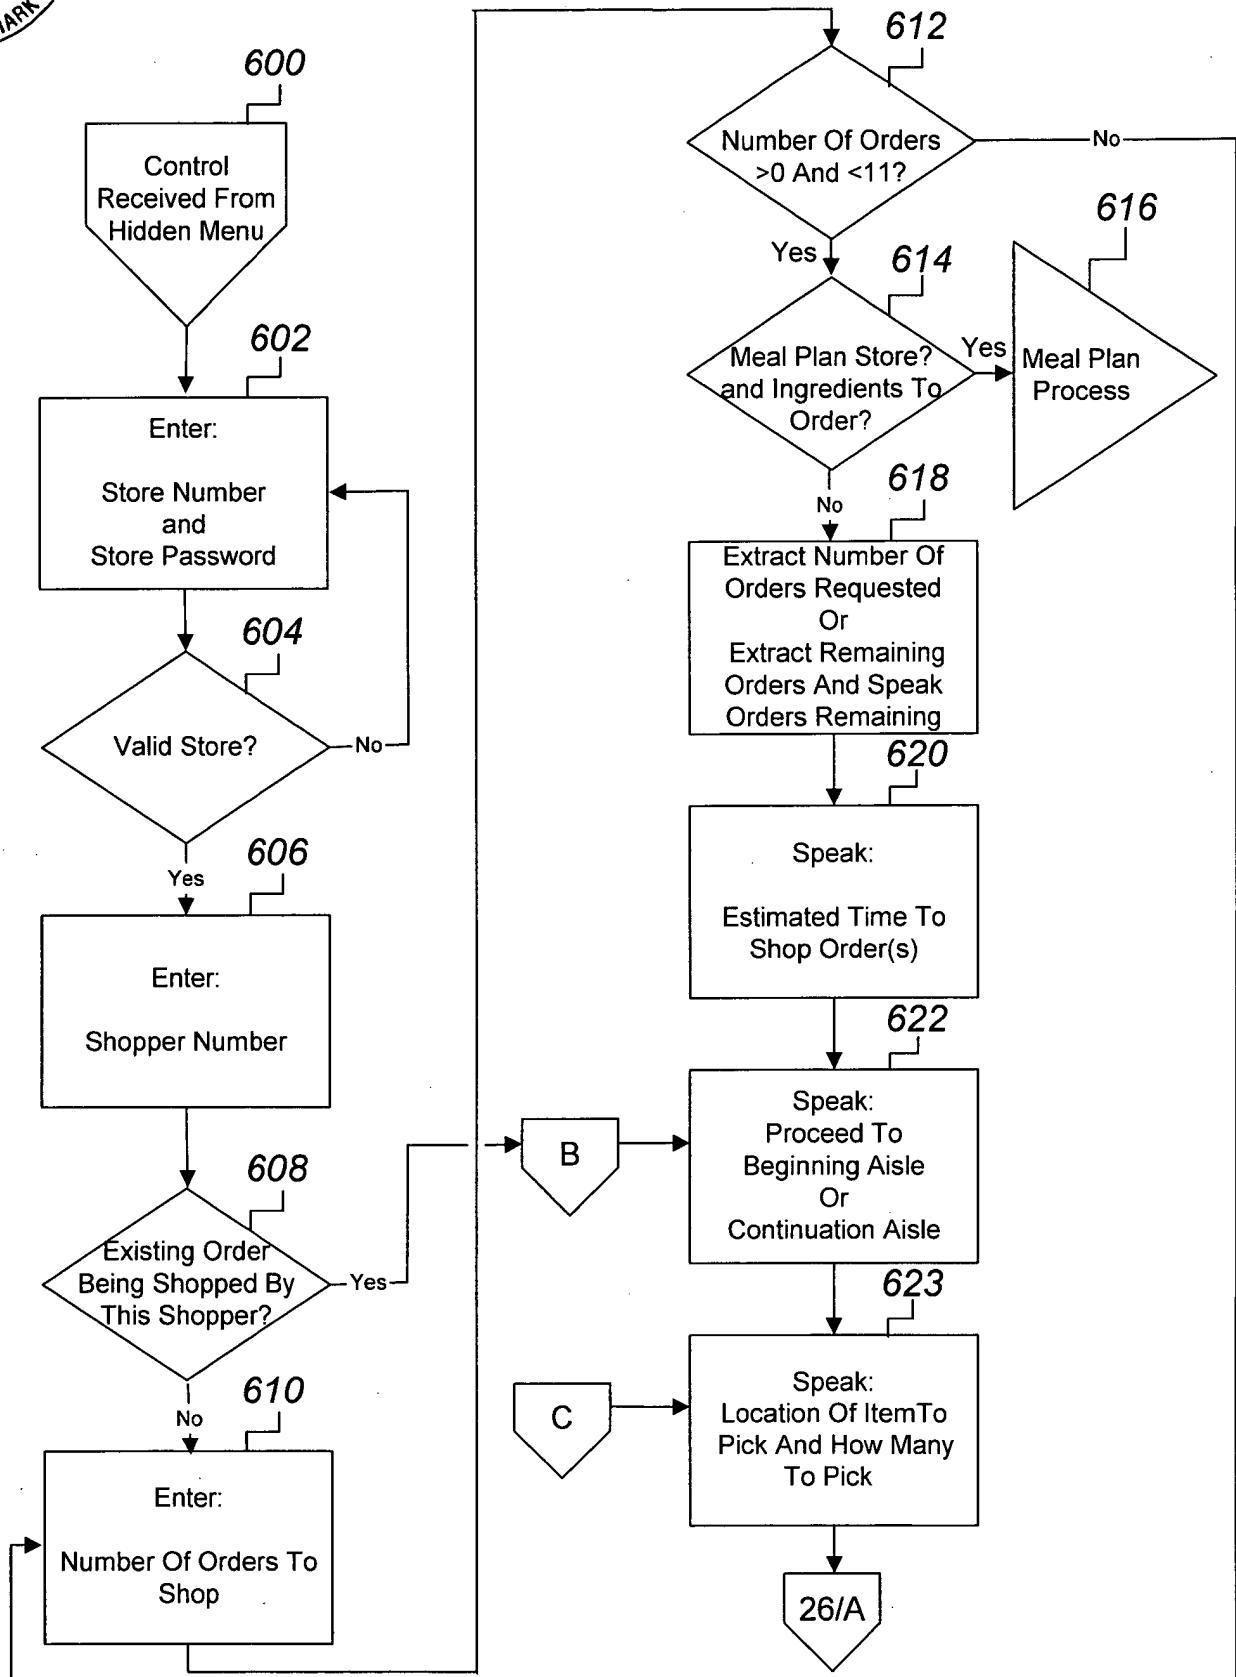 MARK
600
Control
Received From
Hidden Menu
602
Enter:
Store Number
and
Store Password
604
Valid Store?
No
Yes
606
Enter:
Shopper Number
608
Existing Order
Being Shopped By
This Shopper?
Yes
No
610
Enter:
Number Of Orders To
Shop
612
Number Of Orders
>0 And <11?
No
Yes
614
Meal Plan Store?
and Ingredients To
Order?
Yes
616
Meal Plan
Process
No
618
Extract Number Of
Orders Requested
Or
Extract Remaining
Orders And Speak
Orders Remaining
620
Speak:
Estimated Time To
Shop Order(s)
622
B
Speak:
Proceed To
Beginning Aisle
Or
Continuation Aisle
623
C
Speak:
Location Of ItemTo
Pick And How Many
To Pick
26/A